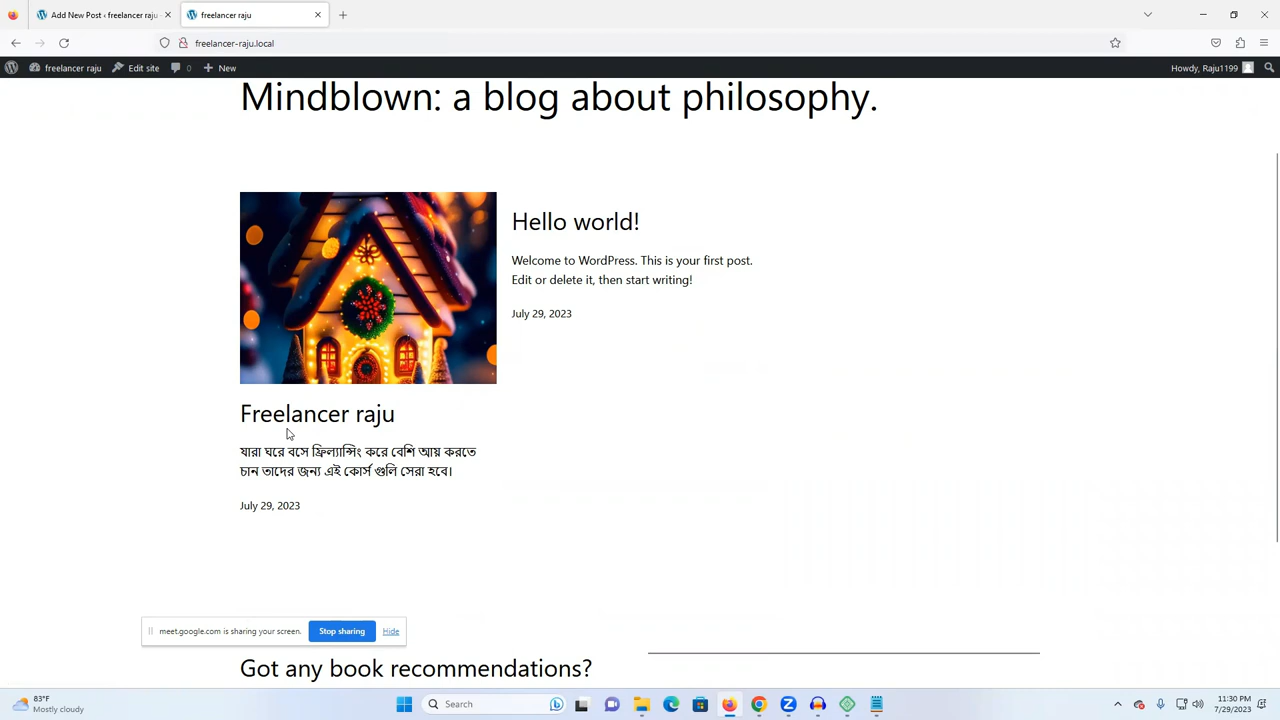 Add New Post ‹ freelancer raju
freelancer raju
freelancer-raju.local
freelancer raju
Edit site
0
New
Howdy, Raju1199
Mindblown: a blog about philosophy.
Hello world!
Welcome to WordPress. This is your first post.
Edit or delete it, then start writing!
July 29, 2023
Freelancer raju
যারা ঘরে বসে ফ্রিল্যান্সিং করে বেশি আয় করতে
চান তাদের জন্য এই কোর্স গুলি সেরা হবে।
July 29, 2023
meet.google.com is sharing your screen.
Stop sharing
Hide
Got any book recommendations?
83°F
Mostly cloudy
Search
11:30 PM
7/29/2023